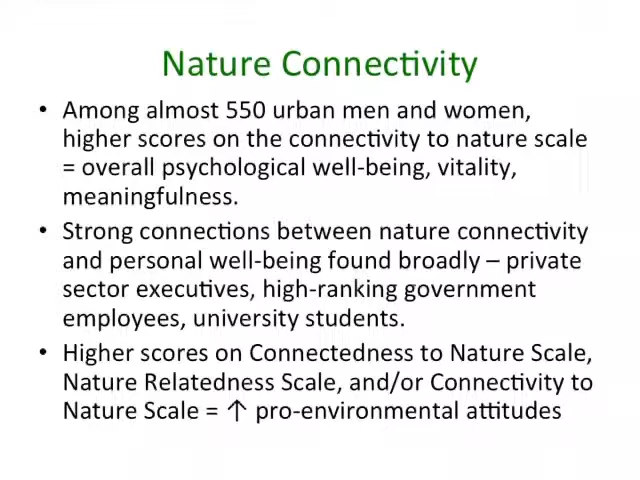 Nature Connectivity
• Among almost 550 urban men and women,
higher scores on the connectivity to nature scale
= overall psychological well-being, vitality,
meaningfulness.
• Strong connections between nature connectivity
and personal well-being found broadly – private
sector executives, high-ranking government
employees, university students.
• Higher scores on Connectedness to Nature Scale,
Nature Relatedness Scale, and/or Connectivity to
Nature Scale = ↑ pro-environmental attitudes